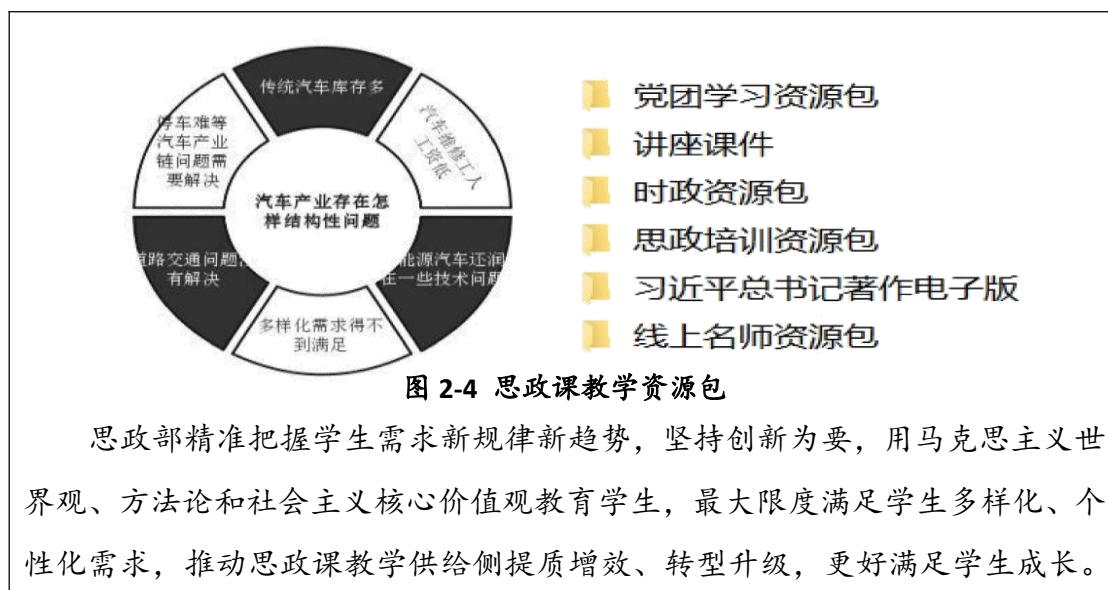 传统汽车库存多
汽车维修工人
工资低
能源汽车还润
在一些技术问题
多样化需求得不
到满足
道路交通问题没
有解决
停车难等
汽车产业
链问题需
要解决
汽车产业存在怎
样结构性问题
党团学习资源包
讲座课件
时政资源包
思政培训资源包
习近平总书记著作电子版
线上名师资源包
图 2-4 思政课教学资源包
思政部精准把握学生需求新规律新趋势，坚持创新为要，用马克思主义世
界观、方法论和社会主义核心价值观教育学生，最大限度满足学生多样化、个
性化需求，推动思政课教学供给侧提质增效、转型升级，更好满足学生成长。